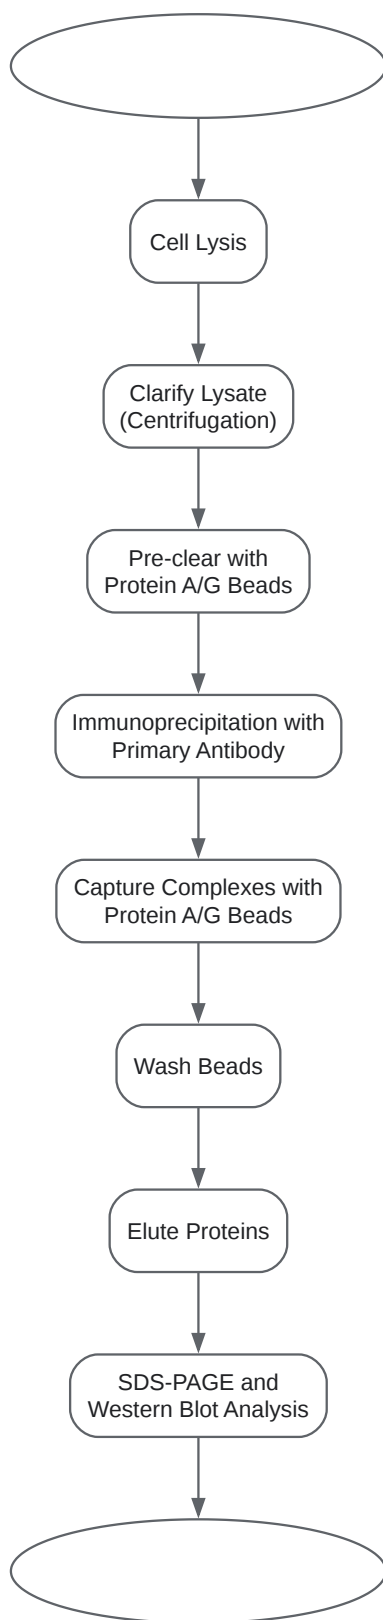 Cell Lysis
Clarify Lysate
(Centrifugation)
Pre-clear with
Protein A/G Beads
Immunoprecipitation with
Primary Antibody
Capture Complexes with
Protein A/G Beads
Wash Beads
Elute Proteins
SDS-PAGE and
Western Blot Analysis